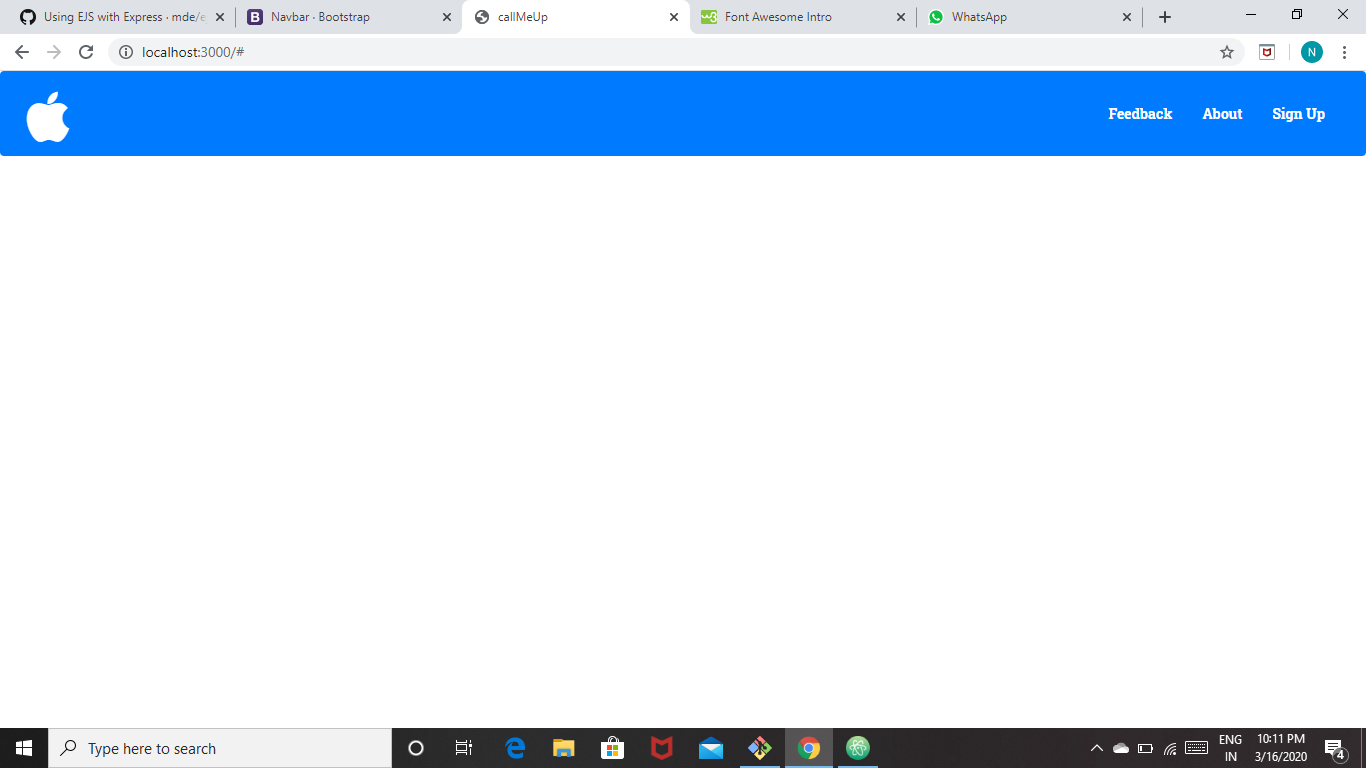 Using EJS with Express · mde/e
Navbar · Bootstrap
callMeUp
Font Awesome Intro
WhatsApp
localhost:3000/#
N
Feedback
About
Sign Up
Type here to search
ENG
IN
10:11 PM
3/16/2020
4